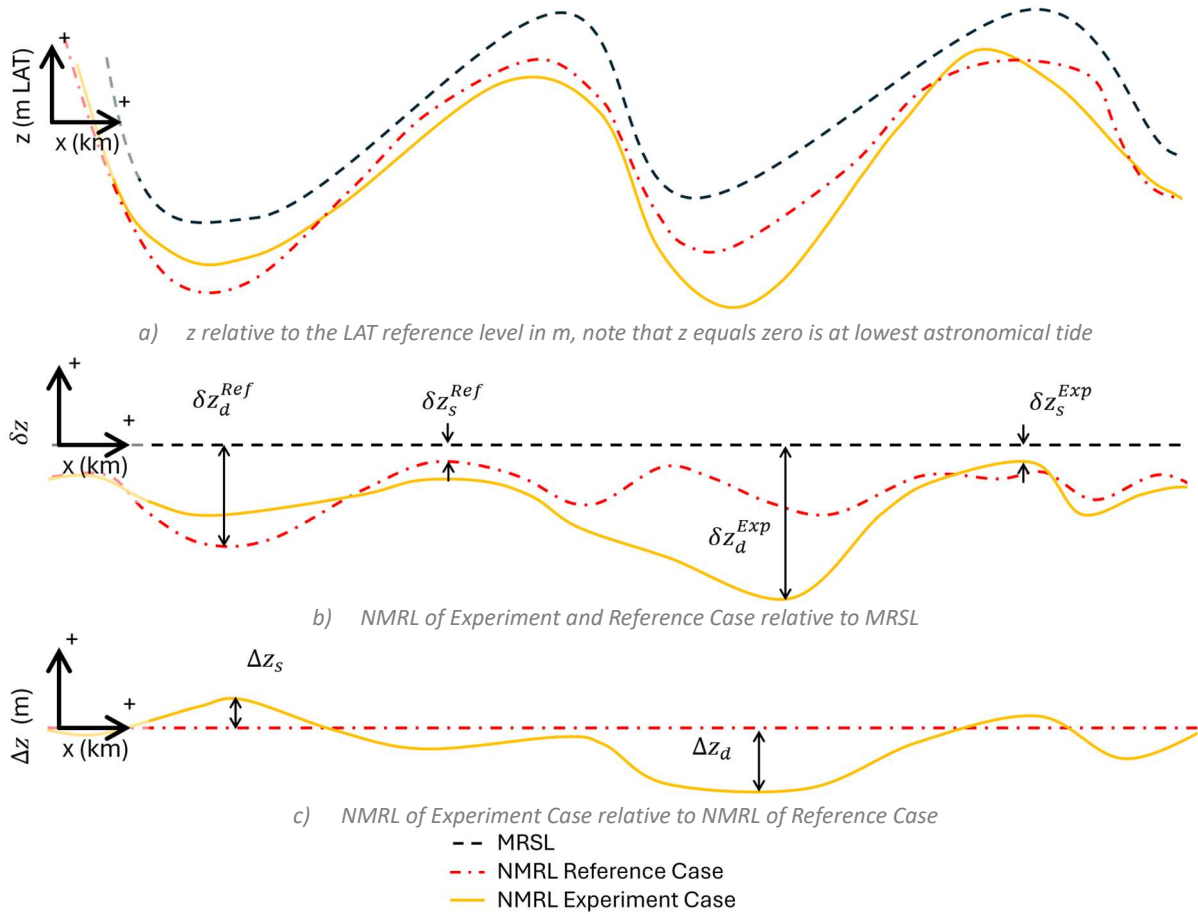 +
z (m LAT)
+
x (km)
a) z relative to the LAT reference level in m, note that z equals zero is at lowest astronomical tide
+
δz_d^Ref
δz_s^Ref
δz_s^Exp
+
δz
x (km)
δz_d^Exp
b) NMRL of Experiment and Reference Case relative to MRSL
+
Δz_s
+
Δz (m)
x (km)
Δz_d
c) NMRL of Experiment Case relative to NMRL of Reference Case
MRSL
NMRL Reference Case
NMRL Experiment Case